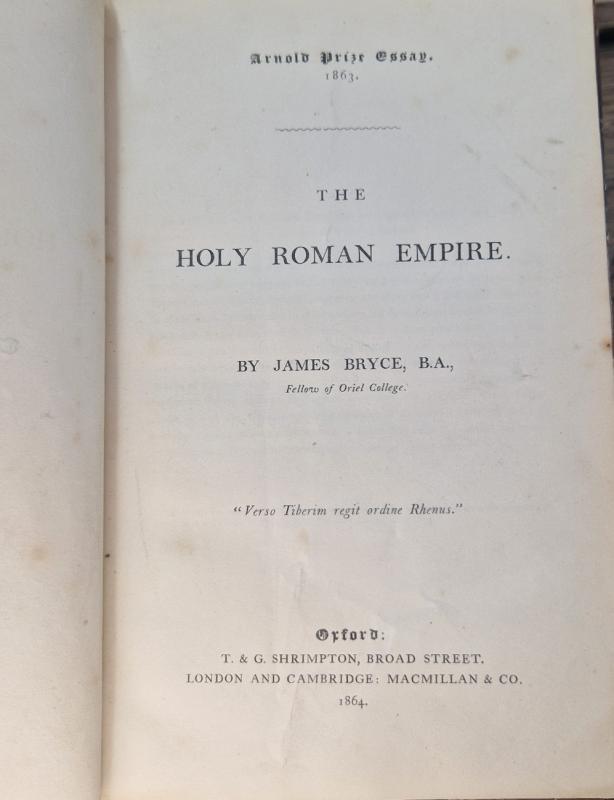 Arnold Prize Essay.
1863.
THE
HOLY ROMAN EMPIRE.
BY JAMES BRYCE, B.A.,
Fellow of Oriel College.
"Verso Tiberim regit ordine Rhenus."
Oxford:
T. & G. SHRIMPTON, BROAD STREET.
LONDON AND CAMBRIDGE: MACMILLAN & CO.
1864.